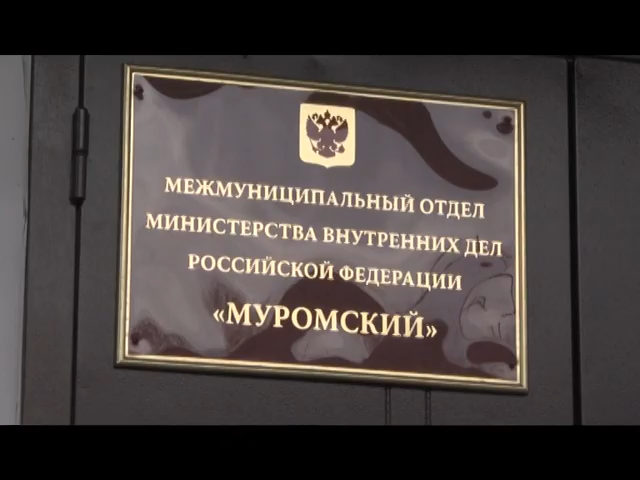 МЕЖМУНИЦИПАЛЬНЫЙ ОТДЕЛ
МИНИСТЕРСТВА ВНУТРЕННИХ ДЕЛ
РОССИЙСКОЙ ФЕДЕРАЦИИ
«МУРОМСКИЙ»